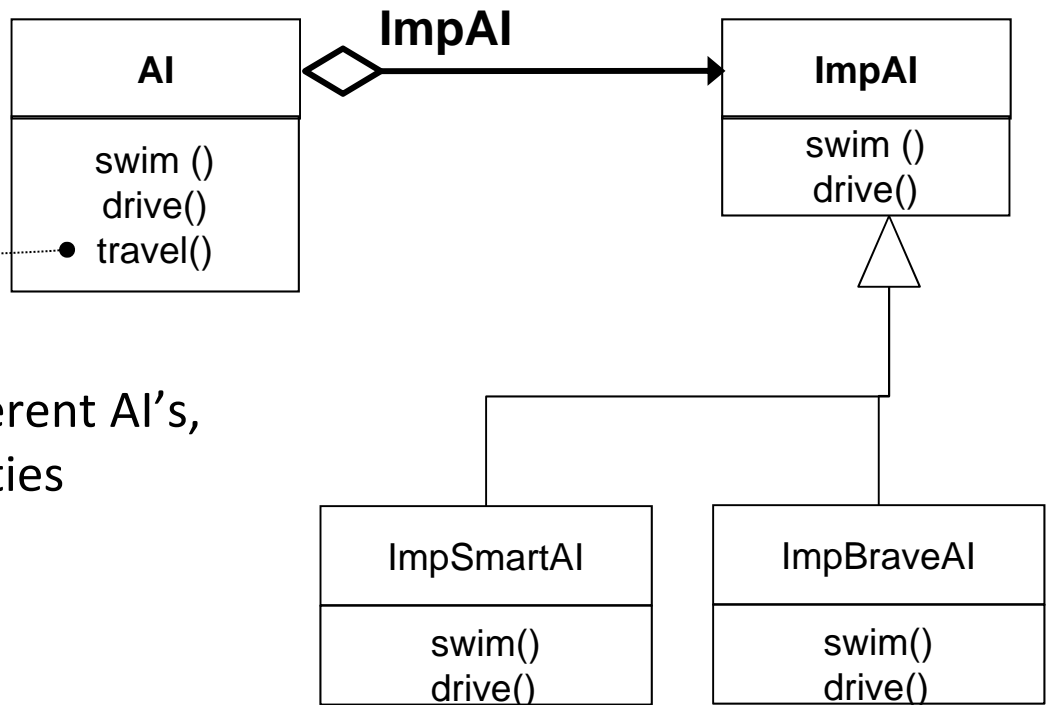 ImpAI
AI
ImpAI
swim ()
drive()
travel()
swim ()
drive()
erent AI’s,
ties
ImpSmartAI
ImpBraveAI
swim()
drive()
swim()
drive()